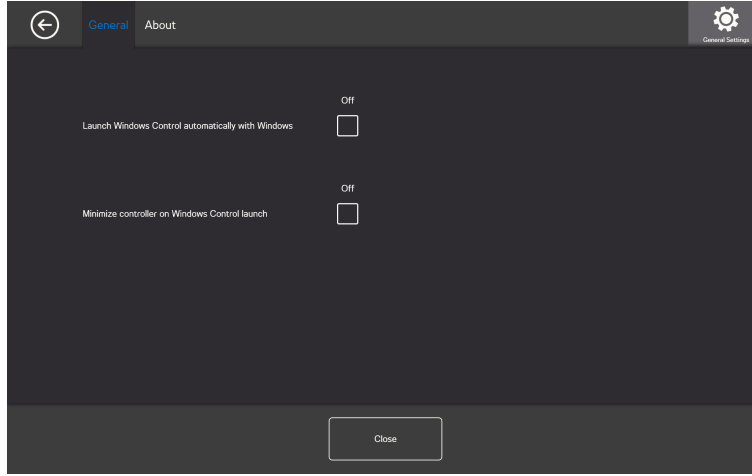 General
About
General Settings
Off
Launch Windows Control automatically with Windows
Off
Minimize controller on Windows Control launch
Close